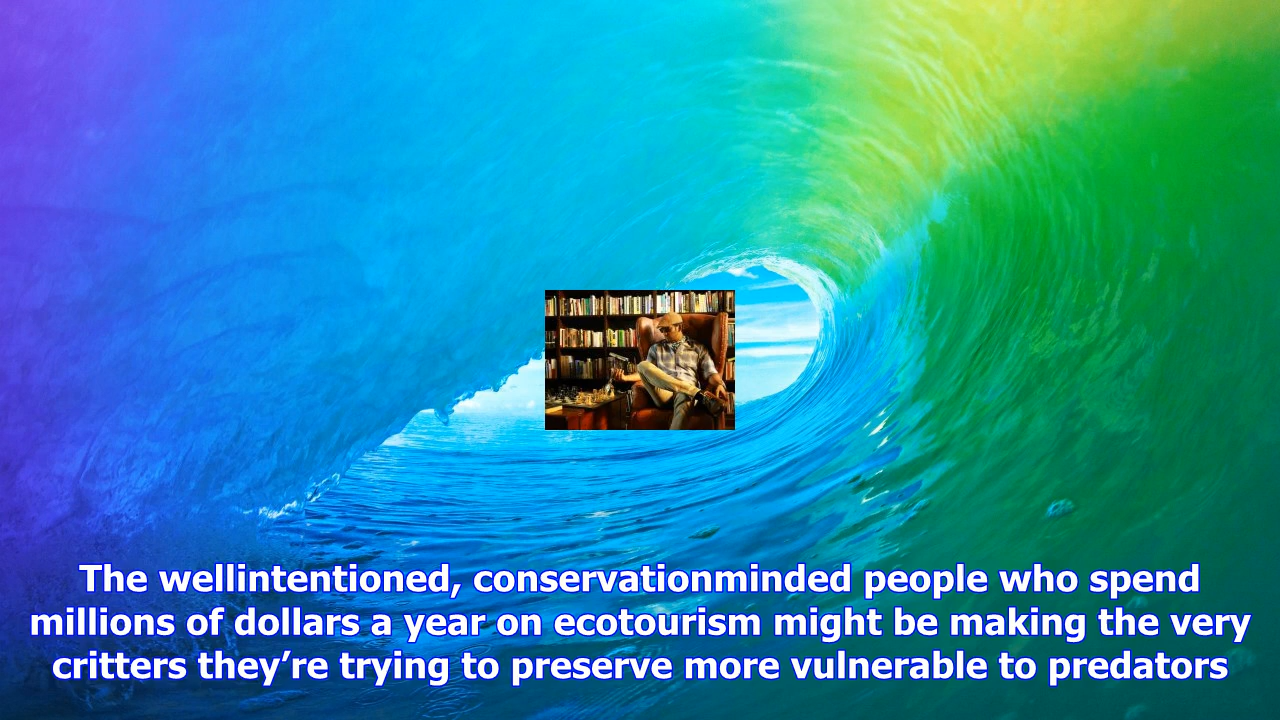 The wellintentioned, conservationminded people who spend
millions of dollars a year on ecotourism might be making the very
critters they’re trying to preserve more vulnerable to predators